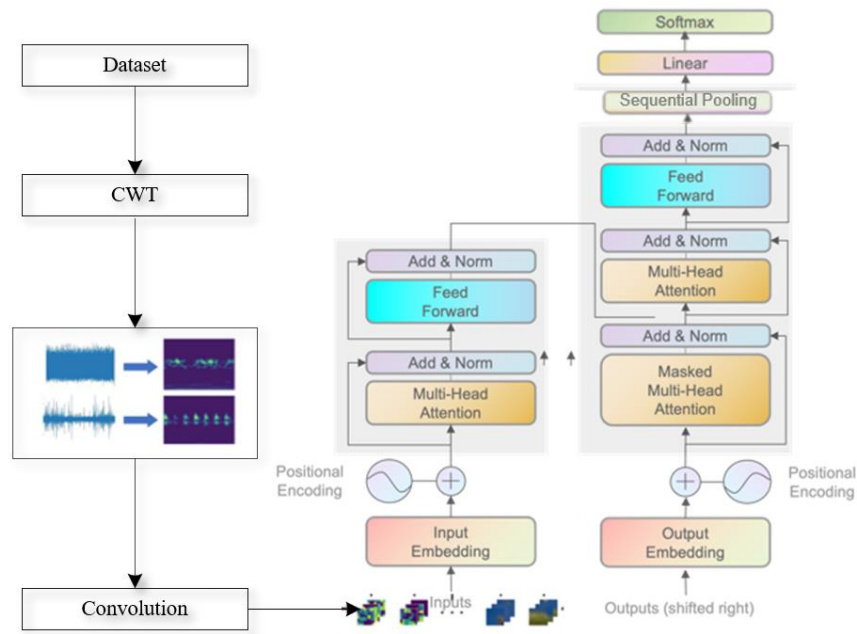 Dataset
CWT
Convolution
Softmax
Linear
Sequential Pooling
Add & Norm
Feed
Forward
Add & Norm
Multi-Head
Attention
Add & Norm
Masked
Multi-Head
Attention
Positional
Encoding
Output
Embedding
Outputs (shifted right)
Add & Norm
Feed
Forward
Add & Norm
Multi-Head
Attention
Positional
Encoding
Input
Embedding
Inputs